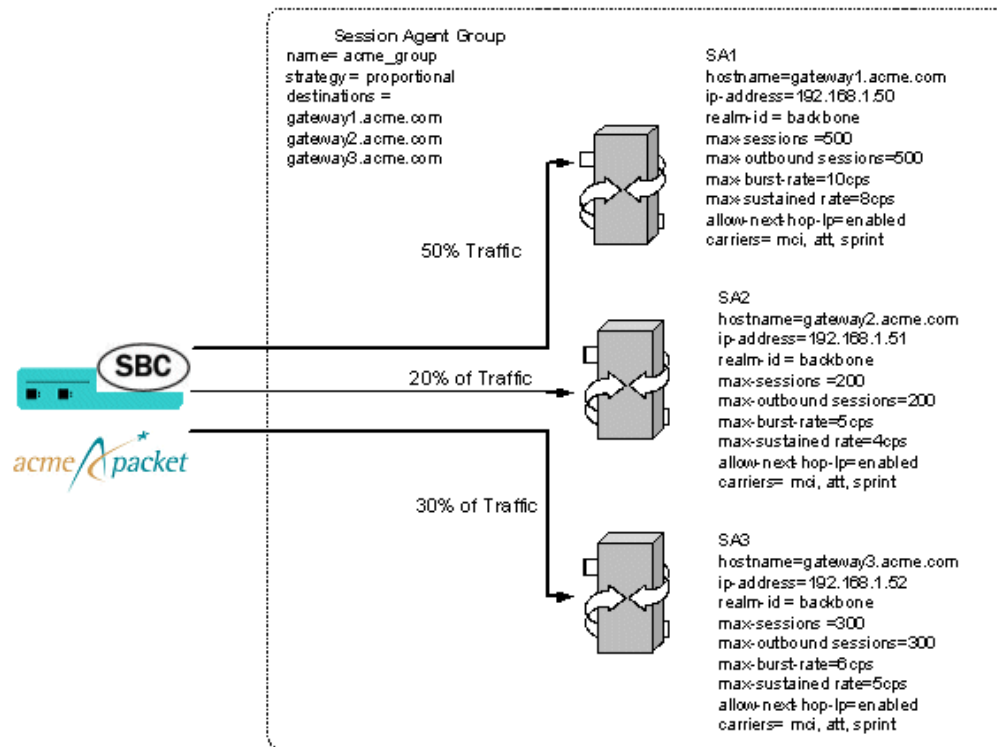 Session Agent Group
name= acme_group
strategy= proportional
destinations =
gateway1.acme.com
gateway2.acme.com
gateway3.acme.com
SA1
hostname=gateway1.acme.com
ip-address=192.168.1.50
realm-id = backbone
max-sessions =500
max-outbound sessions=500
max-burst-rate=10cps
max-sustained rate=8cps
allow-next-hop-lp=enabled
carriers= mci, att, sprint
50% Traffic
SA2
hostname=gateway2.acme.com
ip-address=192.168.1.51
realm-id = backbone
max-sessions =200
max-outbound sessions=200
max-burst-rate=5cps
max-sustained rate=4cps
allow-next-hop-lp=enabled
carriers= mci, att, sprint
SBC
20% of Traffic
acme packet
30% of Traffic
SA3
hostname=gateway3.acme.com
ip-address=192.168.1.52
realm-id = backbone
max-sessions =300
max-outbound sessions=300
max-burst-rate=6cps
max-sustained rate=5cps
allow-next-hop-lp=enabled
carriers= mci, att, sprint